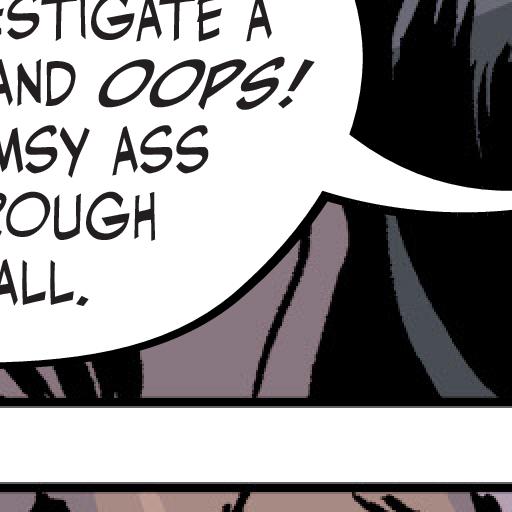 ESTIGATE A
AND OOPS!
MSY ASS
ROUGH
ALL.